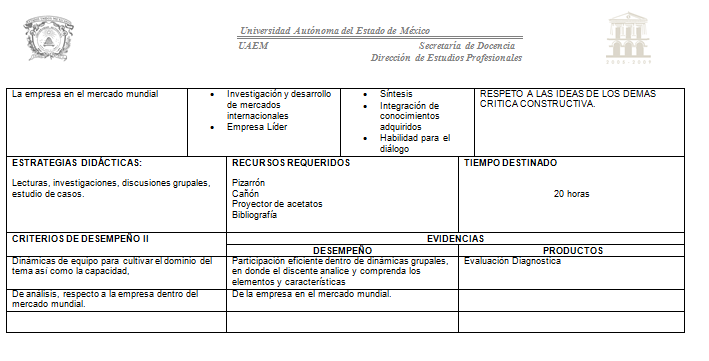 Universidad Autónoma del Estado de México
UAEM Secretaría de Docencia
Dirección de Estudios Profesionales
La empresa en el mercado mundial
• Investigación y desarrollo
de mercados
internacionales
• Empresa Líder
• Síntesis
• Integración de
conocimientos
adquiridos
• Habilidad para el
diálogo
RESPETO A LAS IDEAS DE LOS DEMAS
CRITICA CONSTRUCTIVA.
ESTRATEGIAS DIDÁCTICAS:
Lecturas, investigaciones, discusiones grupales,
estudio de casos.
RECURSOS REQUERIDOS
Pizarrón
Cañón
Proyector de acetatos
Bibliografía
TIEMPO DESTINADO
20 horas
CRITERIOS DE DESEMPEÑO II
EVIDENCIAS
DESEMPEÑO
PRODUCTOS
Dinámicas de equipo para cultivar el dominio del
tema así como la capacidad,
Participación eficiente dentro de dinámicas grupales,
en donde el discente analice y comprenda los
elementos y características
Evaluación Diagnostica
De análisis, respecto a la empresa dentro del
mercado mundial.
De la empresa en el mercado mundial.